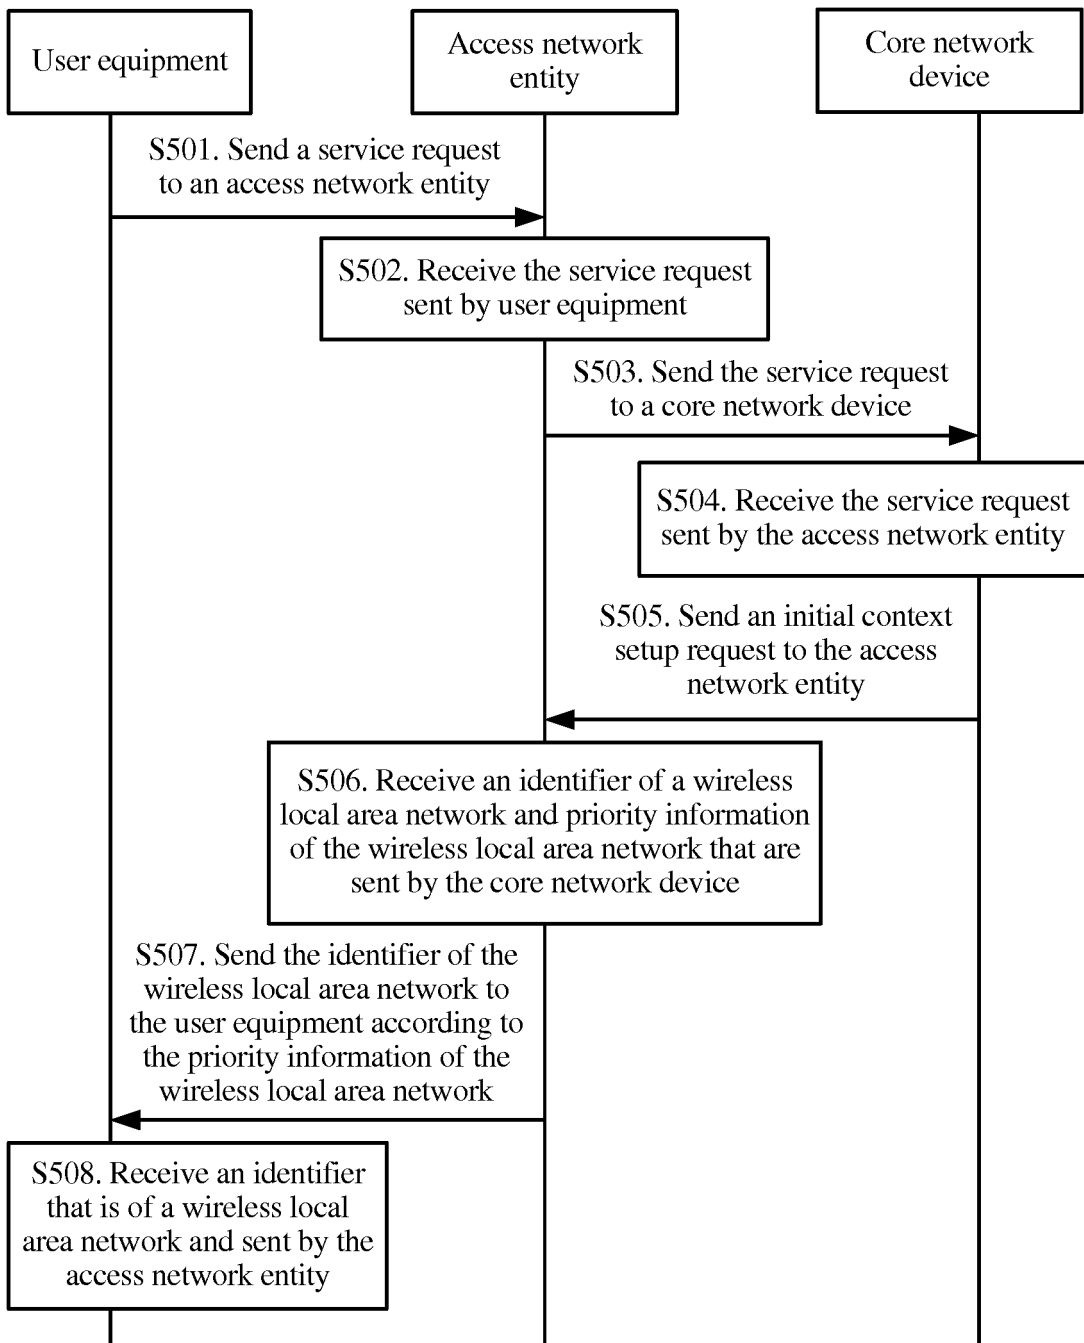 User equipment
Access network
entity
Core network
device
S501. Send a service request
to an access network entity
S502. Receive the service request
sent by user equipment
S503. Send the service request
to a core network device
S504. Receive the service request
sent by the access network entity
S505. Send an initial context
setup request to the access
network entity
S506. Receive an identifier of a wireless
local area network and priority information
of the wireless local area network that are
sent by the core network device
S507. Send the identifier of the
wireless local area network to
the user equipment according to
the priority information of the
wireless local area network
S508. Receive an identifier
that is of a wireless local
area network and sent by the
access network entity